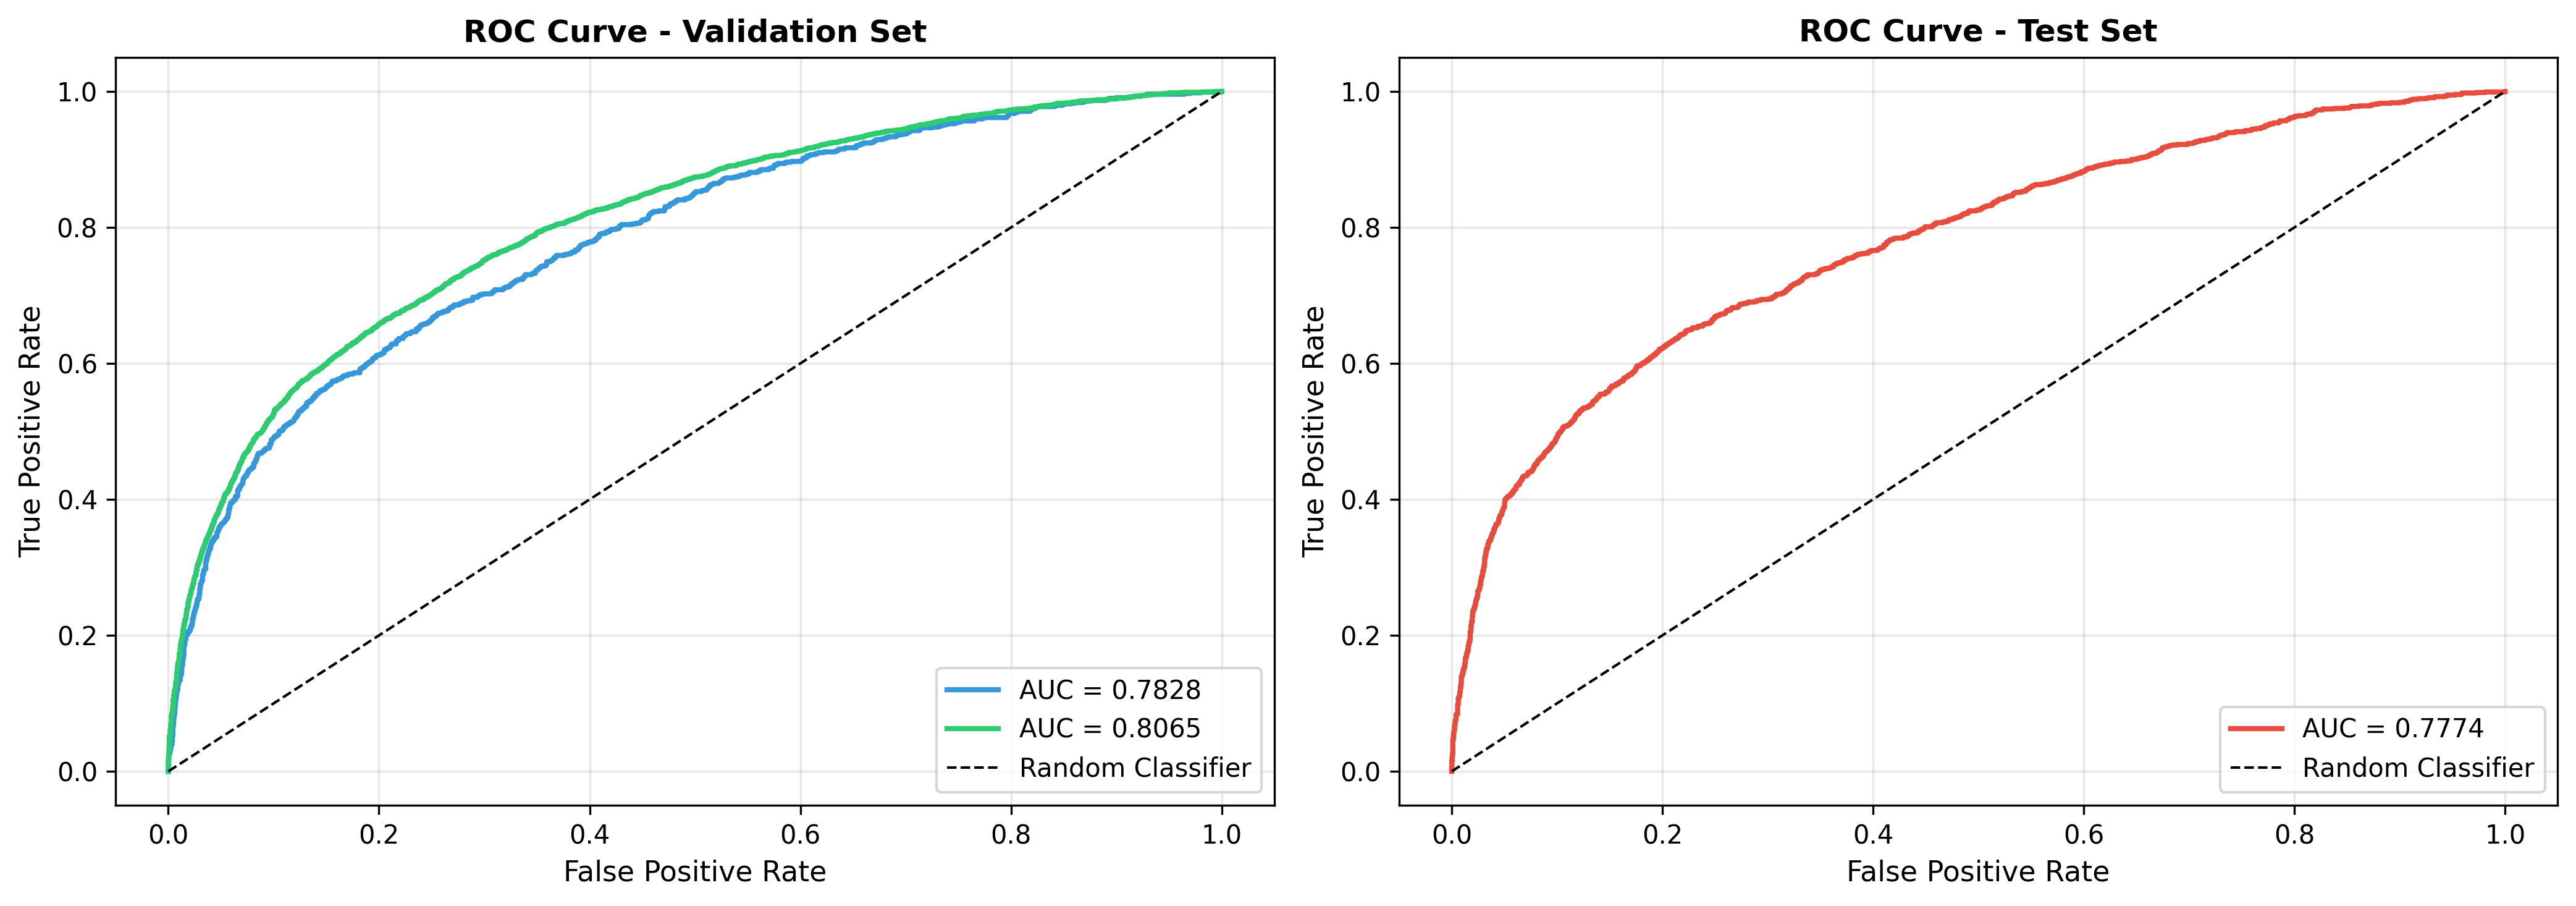 ROC Curve - Validation Set
True Positive Rate
1.0
0.8
0.6
0.4
0.2
0.0
AUC = 0.7828
AUC = 0.8065
Random Classifier
0.0 0.2 0.4 0.6 0.8 1.0
False Positive Rate
ROC Curve - Test Set
True Positive Rate
1.0
0.8
0.6
0.4
0.2
0.0
AUC = 0.7774
Random Classifier
0.0 0.2 0.4 0.6 0.8 1.0
False Positive Rate